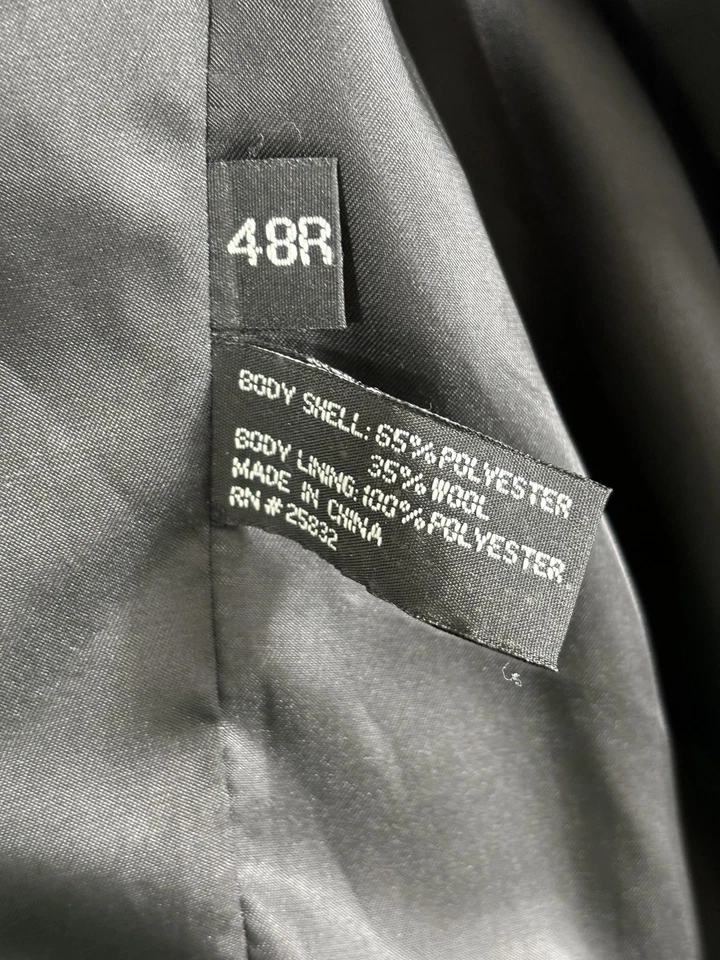 48R
BODY SHELL: 65% POLYESTER
35% WOOL
BODY LINING: 100% POLYESTER
MADE IN CHINA
RN # 25832